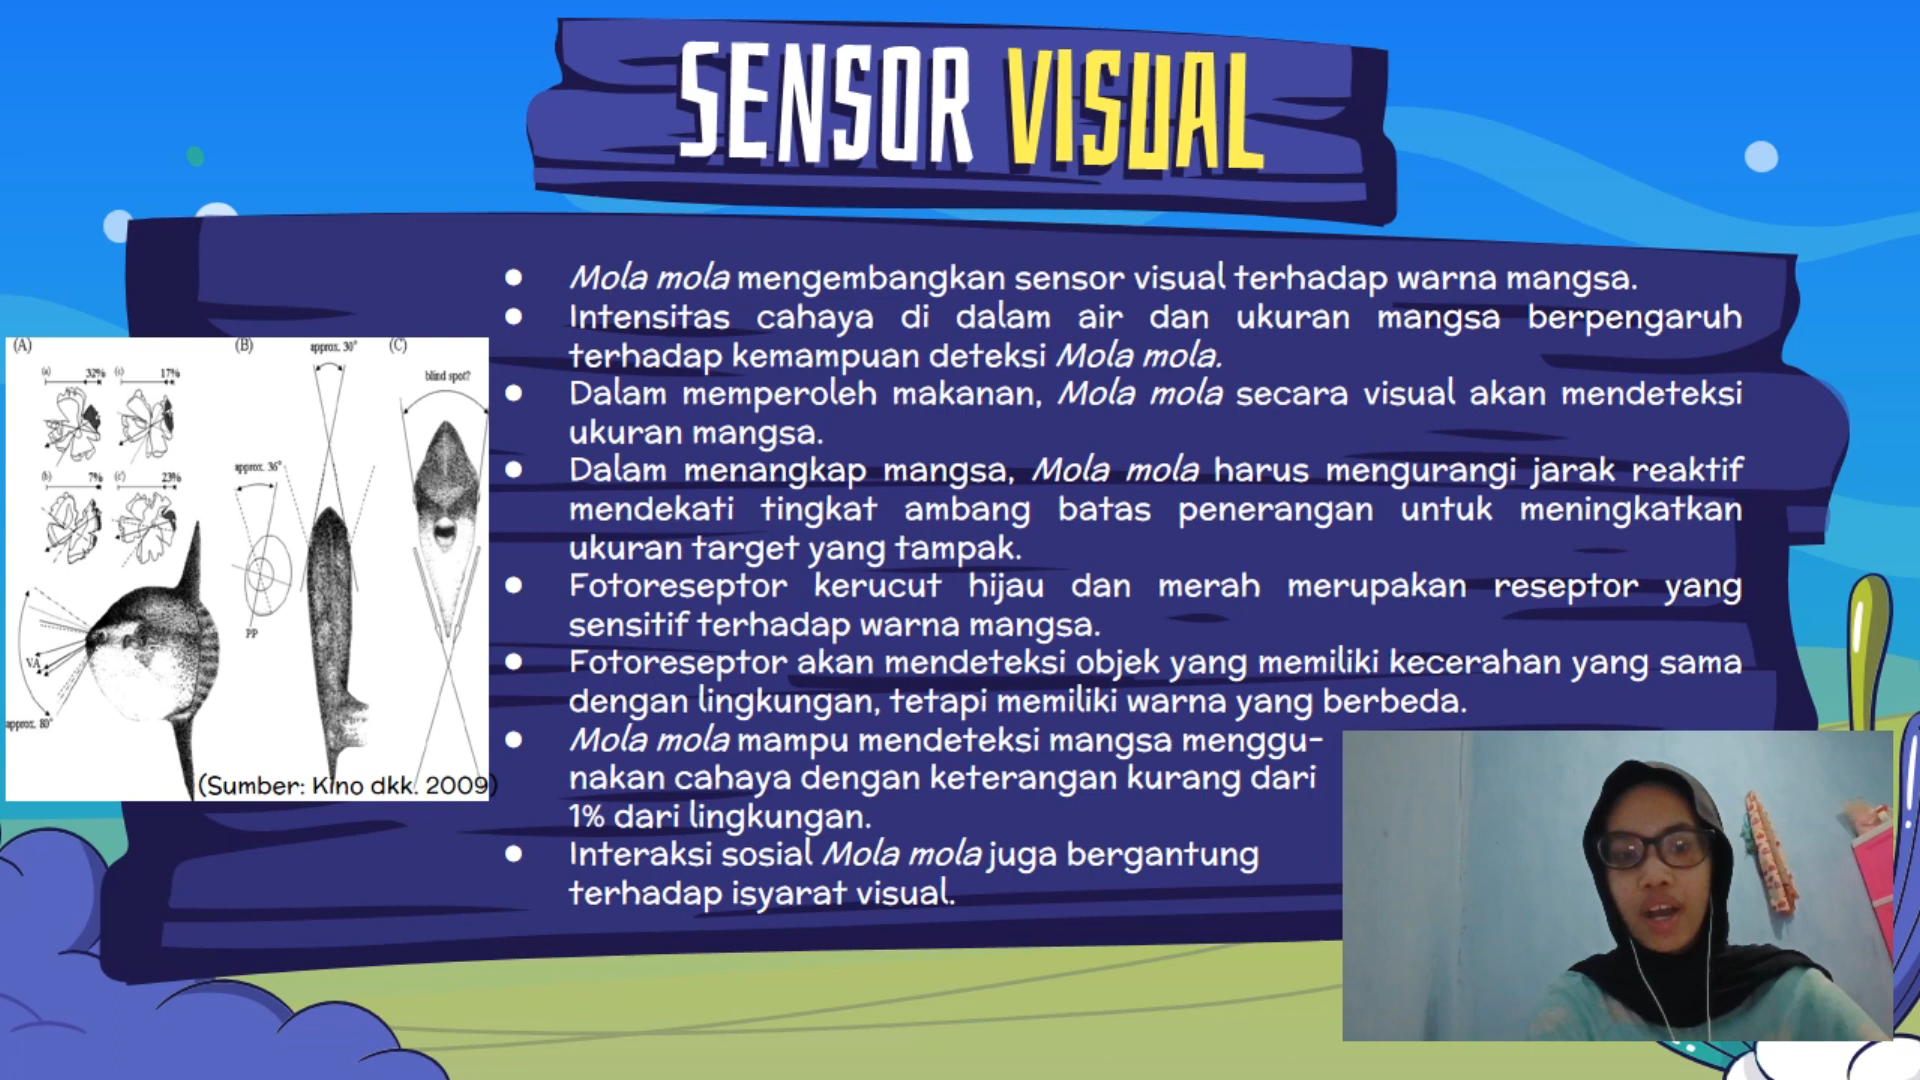 SENSOR VISUAL
Mola mola mengembangkan sensor visual terhadap warna mangsa.
Intensitas cahaya di dalam air dan ukuran mangsa berpengaruh
terhadap kemampuan deteksi Mola mola.
Dalam memperoleh makanan, Mola mola secara visual akan mendeteksi
ukuran mangsa.
Dalam menangkap mangsa, Mola mola harus mengurangi jarak reaktif
mendekati tingkat ambang batas penerangan untuk meningkatkan
ukuran target yang tampak.
Fotoreseptor kerucut hijau dan merah merupakan reseptor yang
sensitif terhadap warna mangsa.
Fotoreseptor akan mendeteksi objek yang memiliki kecerahan yang sama
dengan lingkungan, tetapi memiliki warna yang berbeda.
Mola mola mampu mendeteksi mangsa menggu-
nakan cahaya dengan keterangan kurang dari
1% dari lingkungan.
Interaksi sosial Mola mola juga bergantung
terhadap isyarat visual.
(A)
(a) 32%
17%
(b) 7%
23%
VA
approx. 80°
(B)
approx. 30°
approx. 36°
PP
(C)
blind spot?
(Sumber: Kino dkk. 2009)